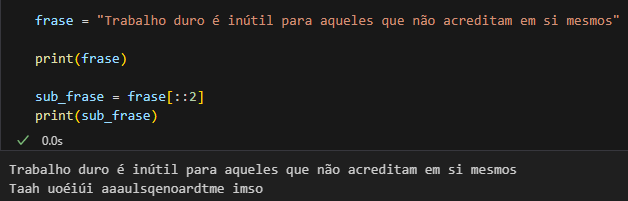 frase = "Trabalho duro é inútil para aqueles que não acreditam em si mesmos"
print(frase)
sub_frase = frase[::2]
print(sub_frase)
0.0s
Trabalho duro é inútil para aqueles que não acreditam em si mesmos
Taah uoéiúi aaaulsqenoardtme imso